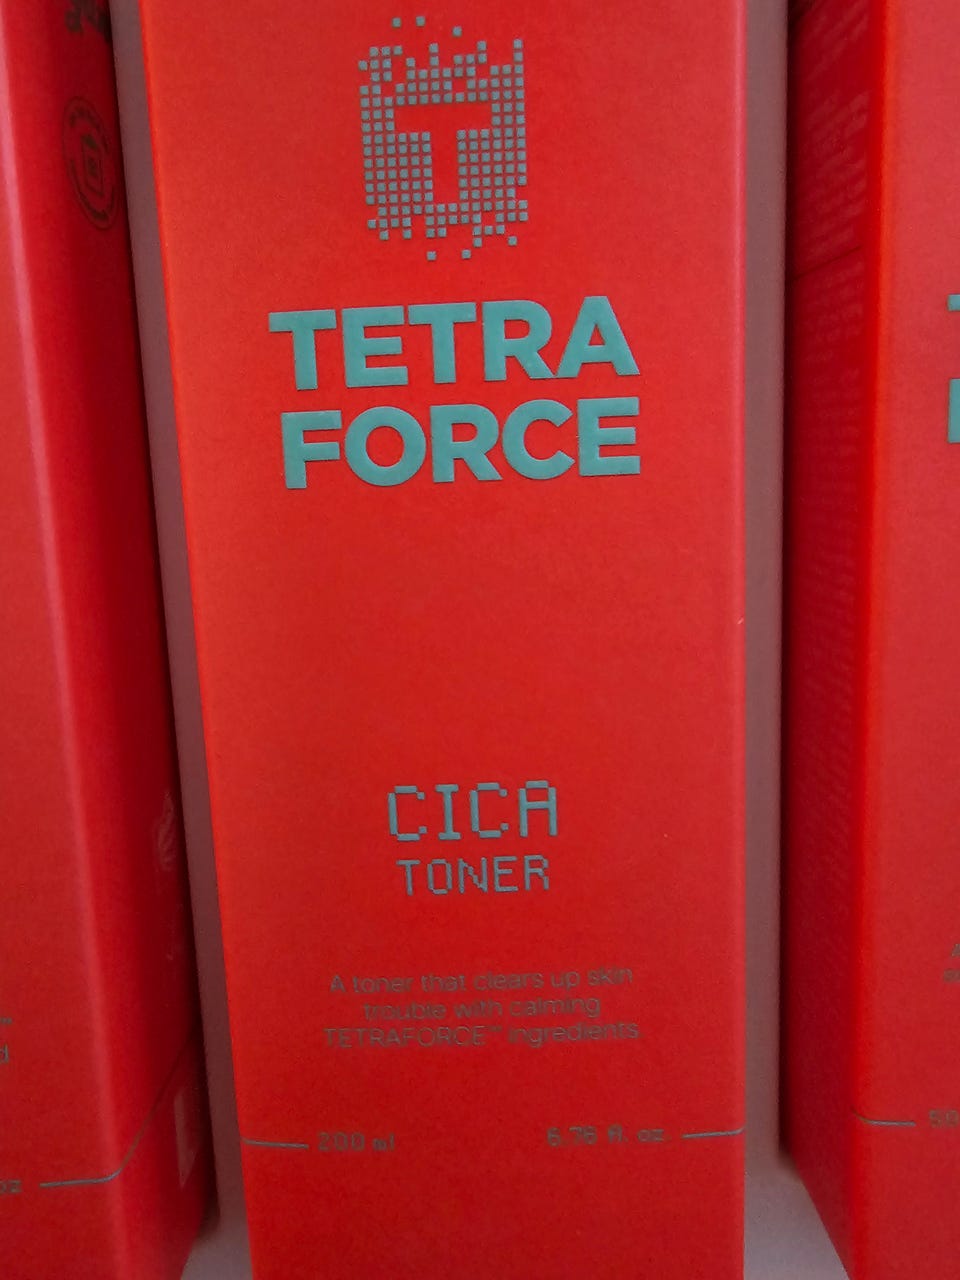 TETRA
FORCE
CICA
TONER
A toner that clears up skin
trouble with calming
TETRAFORCE™ ingredients
200 ml 6.76 fl. oz.